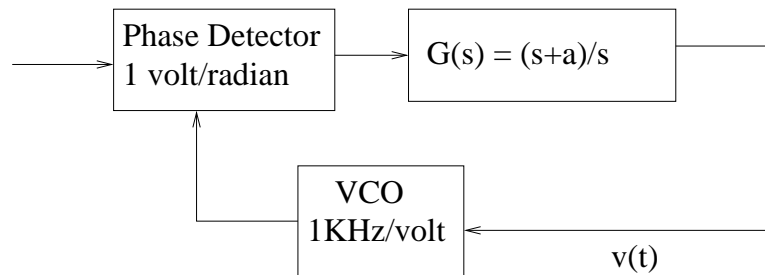 Phase Detector
1 volt/radian
G(s) = (s+a)/s
VCO
1KHz/volt
v(t)